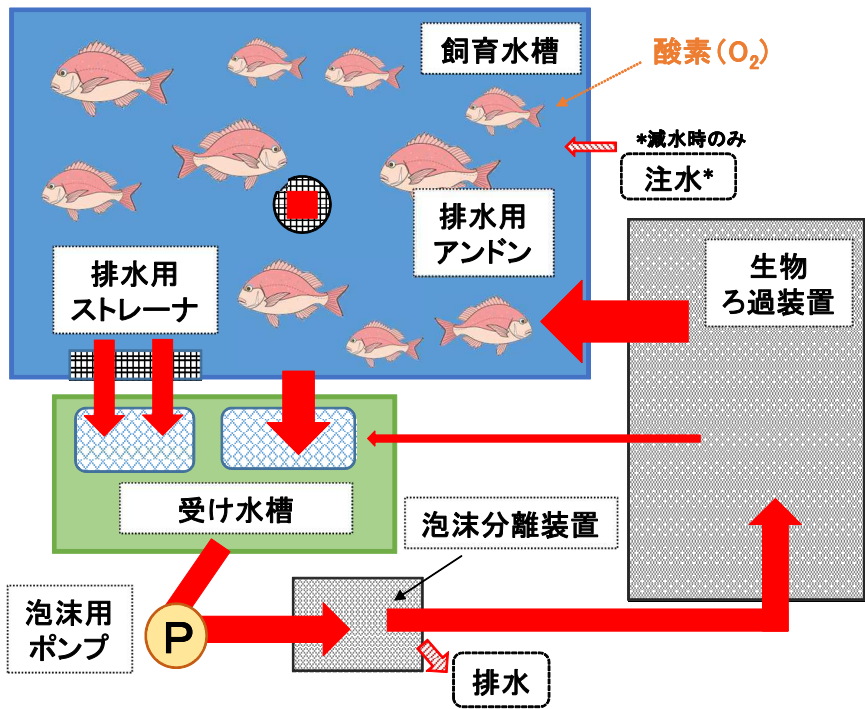 飼育水槽
酸素(O2)
*減水時のみ
注水*
排水用
アンドン
排水用
ストレーナ
生物
ろ過装置
受け水槽
泡沫分離装置
泡沫用
ポンプ
P
排水